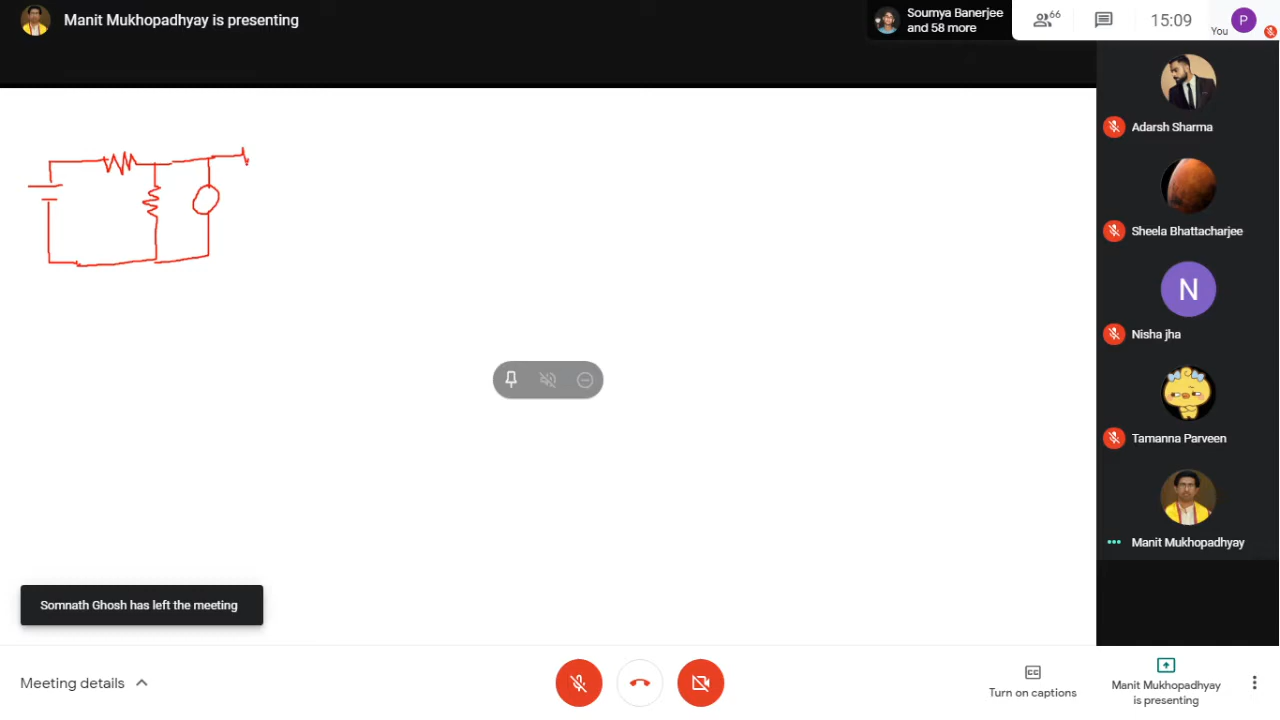 Manit Mukhopadhyay is presenting
Soumya Banerjee
and 58 more
66
15:09
You
P
Adarsh Sharma
Sheela Bhattacharjee
N
Nisha jha
Tamanna Parveen
Manit Mukhopadhyay
Somnath Ghosh has left the meeting
Meeting details
CC
Turn on captions
Manit Mukhopadhyay
is presenting